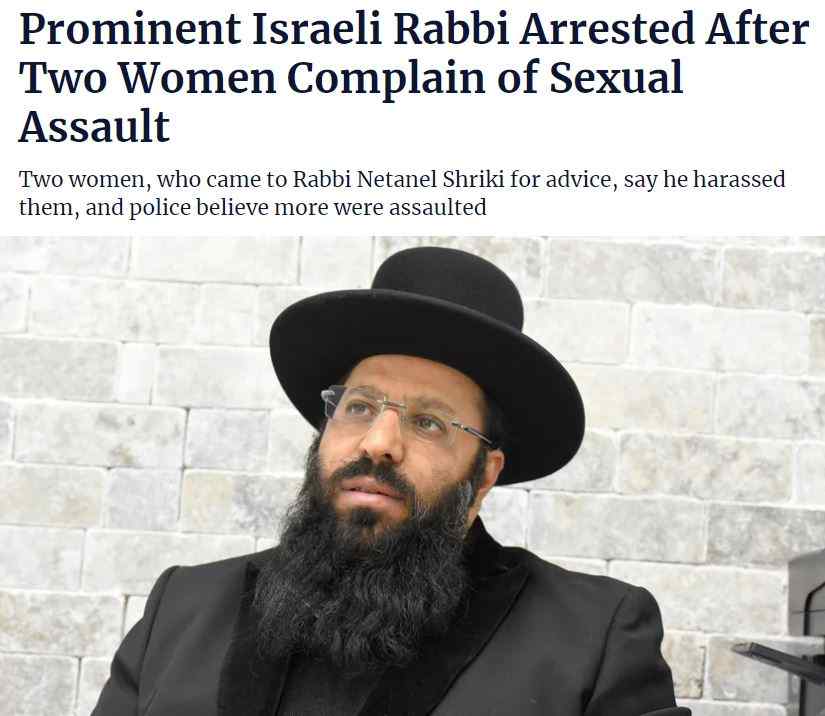 Prominent Israeli Rabbi Arrested After
Two Women Complain of Sexual
Assault
Two women, who came to Rabbi Netanel Shriki for advice, say he harassed
them, and police believe more were assaulted